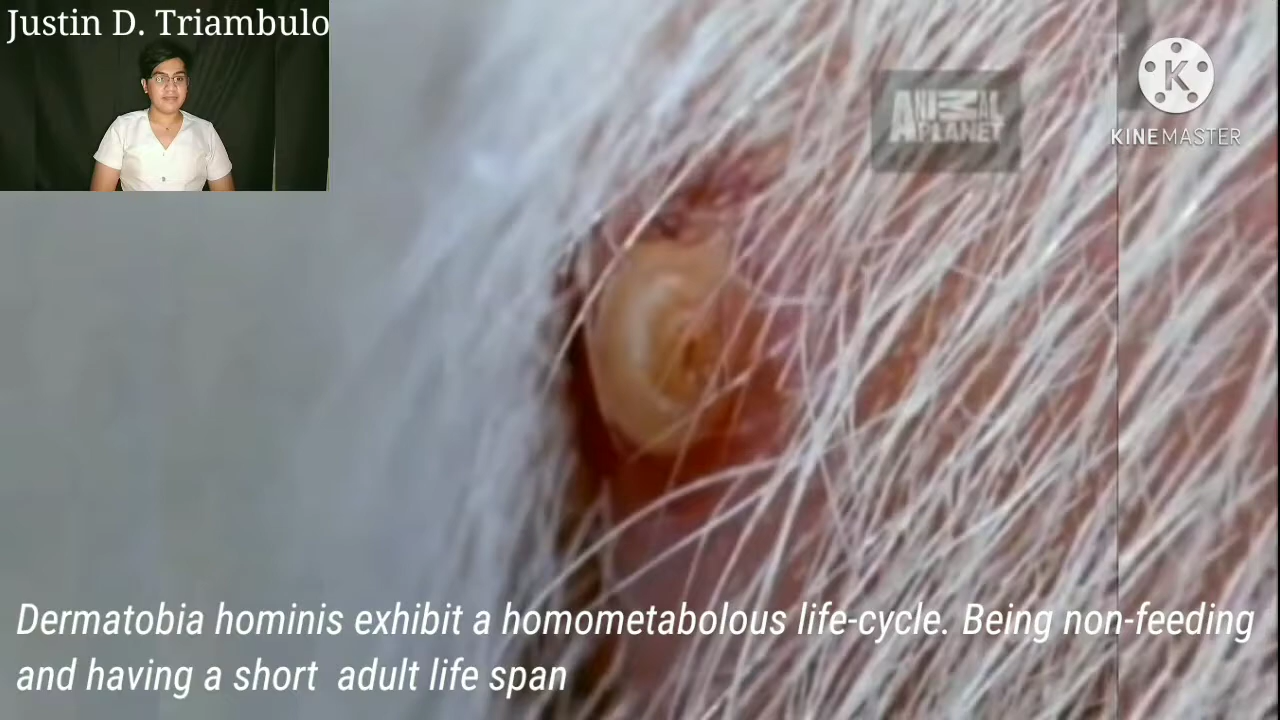 Justin D. Triambulo
ANIMAL
PLANET
K
KINEMASTER
Dermatobia hominis exhibit a homometabolous life-cycle. Being non-feeding
and having a short adult life span